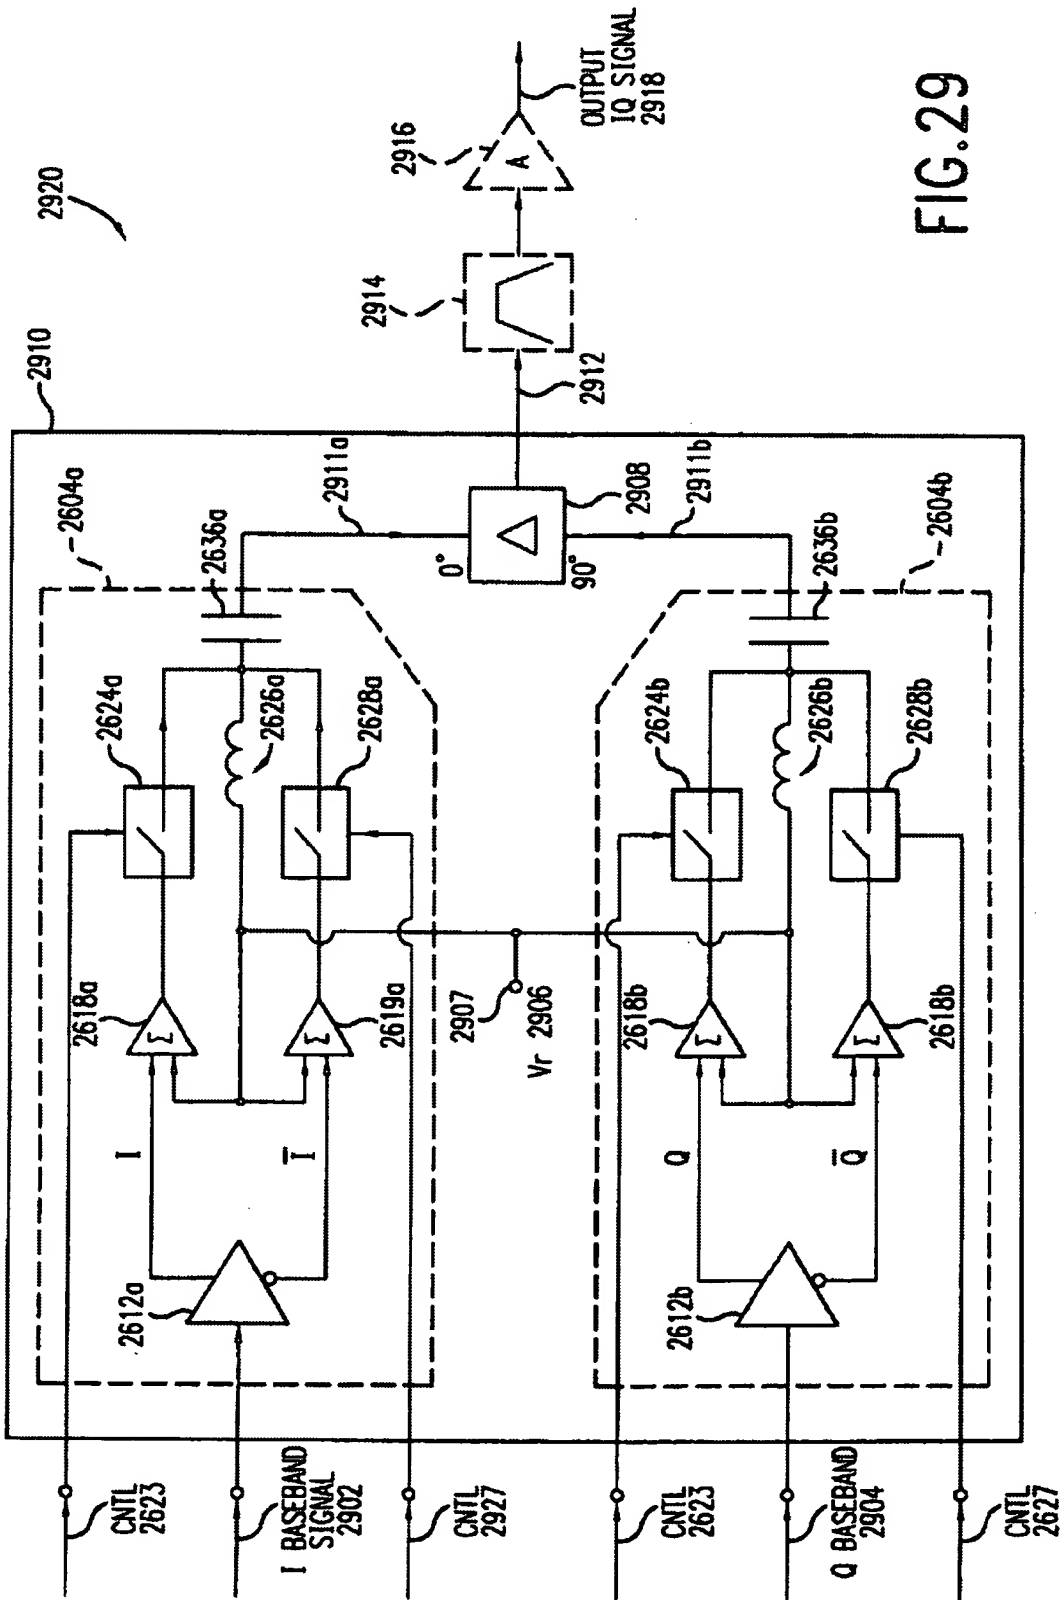 FIG.29
2920
2910
2604a
2636a
2911a
0°
2908
90°
2911b
2636b
2604b
2912
2914
2916
A
OUTPUT
IQ SIGNAL
2918
2624a
2626a
2628a
2618a
Σ
2619a
Σ
I
I̅
2612a
CNTL
2623
I BASEBAND
SIGNAL
2902
CNTL
2927
2907
Vr 2906
2624b
2626b
2628b
2618b
Σ
2618b
Σ
Q
Q̅
2612b
CNTL
2623
Q BASEBAND
2904
CNTL
2627